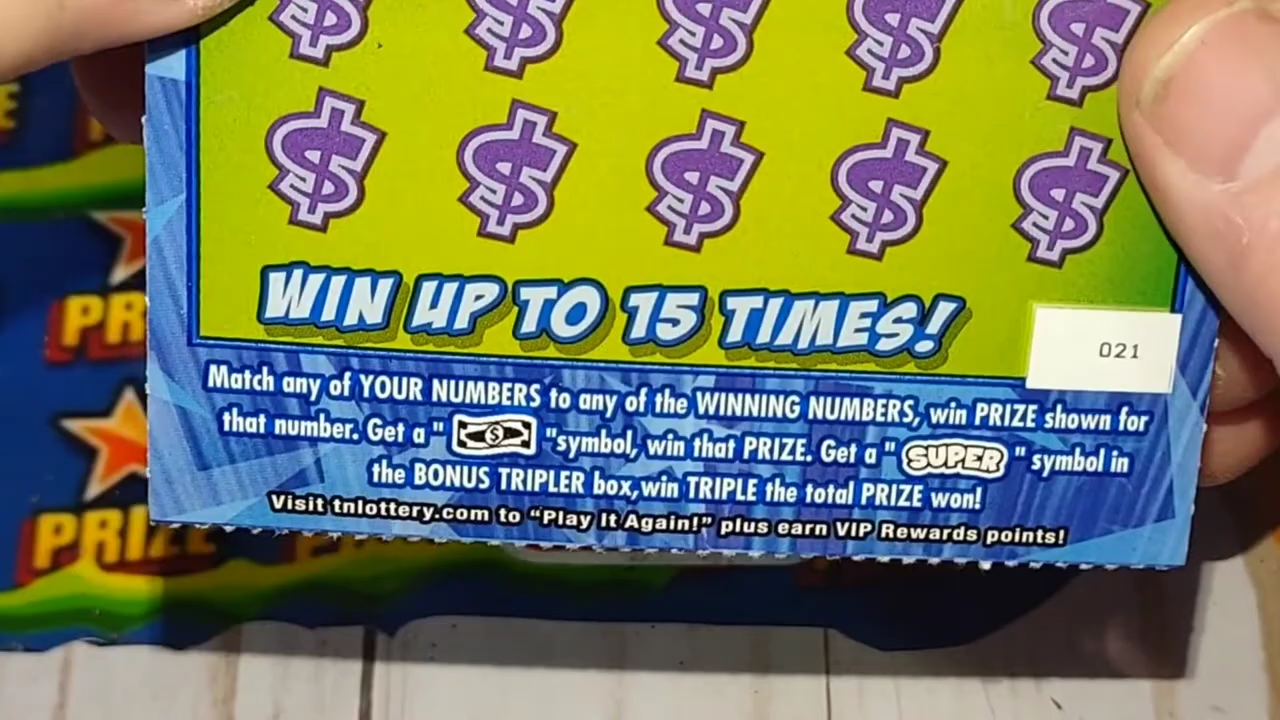 WIN UP TO 15 TIMES!
021
Match any of YOUR NUMBERS to any of the WINNING NUMBERS, win PRIZE shown for
that number. Get a " $ "symbol, win that PRIZE. Get a " SUPER " symbol in
the BONUS TRIPLER box, win TRIPLE the total PRIZE won!
Visit tnlottery.com to “Play It Again!” plus earn VIP Rewards points!
PRIZE